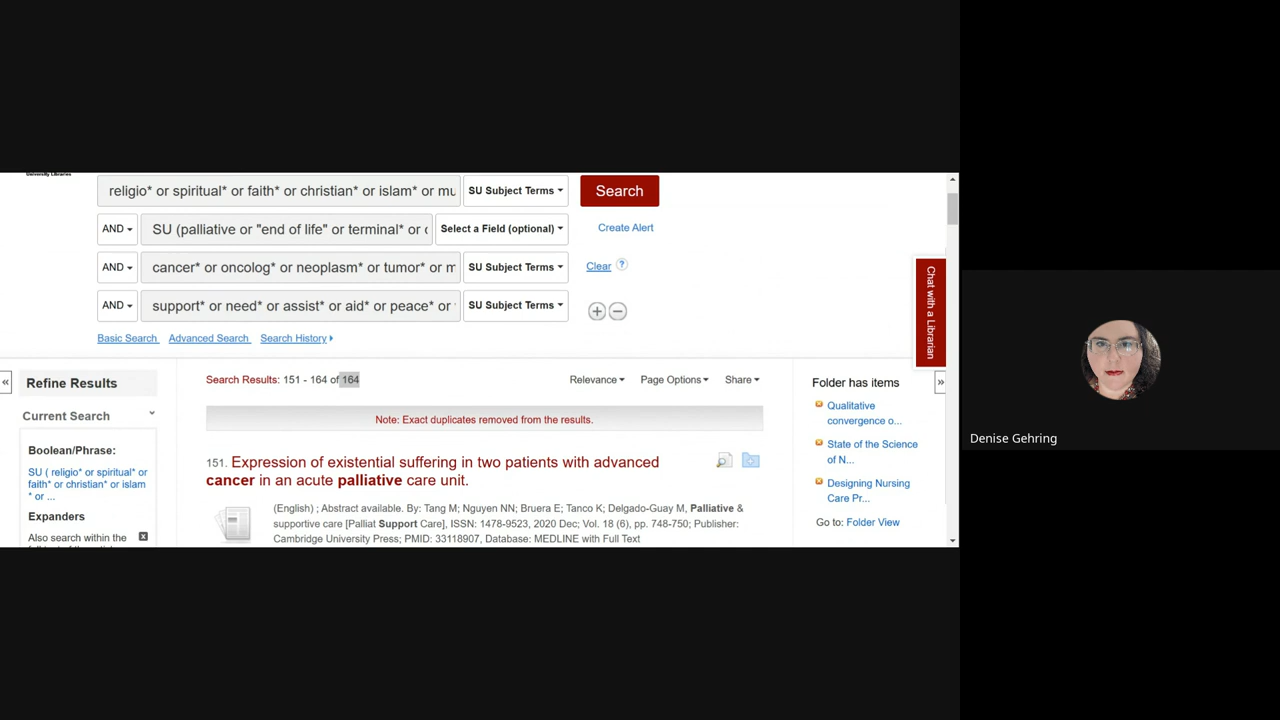 University Libraries
religio* or spiritual* or faith* or christian* or islam* or mu
SU Subject Terms
Search
AND
SU (palliative or "end of life" or terminal* or c
Select a Field (optional)
Create Alert
AND
cancer* or oncolog* or neoplasm* or tumor* or m
SU Subject Terms
Clear
?
AND
support* or need* or assist* or aid* or peace* or
SU Subject Terms
Basic Search
Advanced Search
Search History
Chat with a Librarian
«
Refine Results
Current Search
Boolean/Phrase:
SU ( religio* or spiritual* or
faith* or christian* or islam
* or ...
Expanders
Also search within the
Search Results: 151 - 164 of 164
Relevance
Page Options
Share
Note: Exact duplicates removed from the results.
151. Expression of existential suffering in two patients with advanced
cancer in an acute palliative care unit.
(English) ; Abstract available. By: Tang M; Nguyen NN; Bruera E; Tanco K; Delgado-Guay M, Palliative &
supportive care [Palliat Support Care], ISSN: 1478-9523, 2020 Dec; Vol. 18 (6), pp. 748-750; Publisher:
Cambridge University Press; PMID: 33118907, Database: MEDLINE with Full Text
Folder has items
»
Qualitative
convergence o...
State of the Science
of N...
Designing Nursing
Care Pr...
Go to: Folder View
Denise Gehring